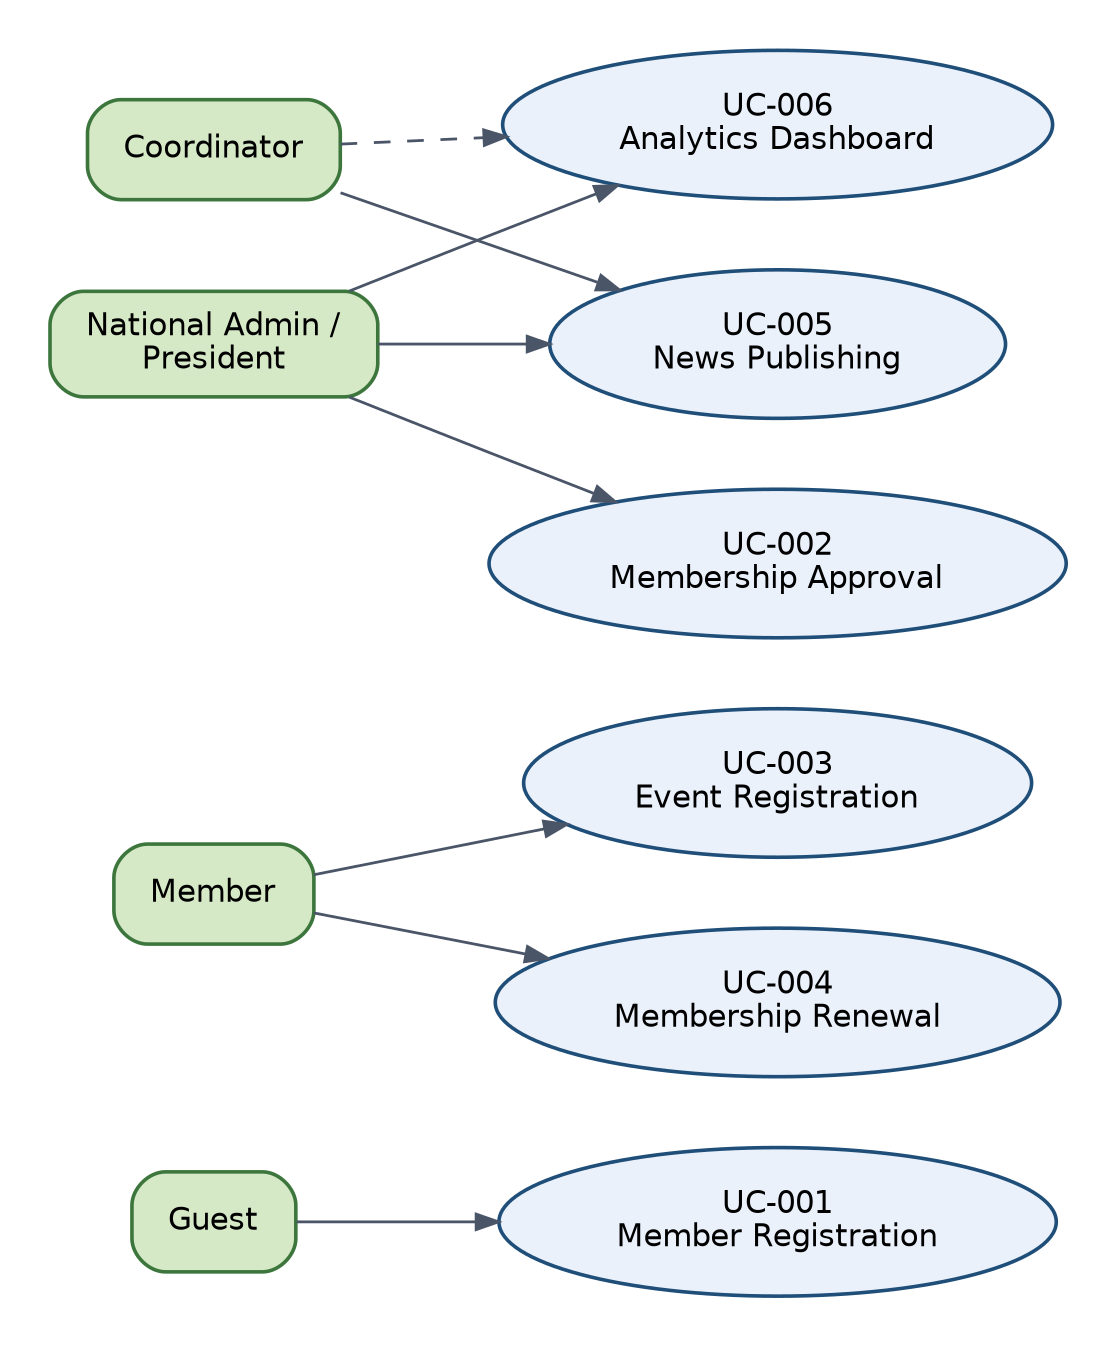 Coordinator
National Admin /
President
Member
Guest
UC-006
Analytics Dashboard
UC-005
News Publishing
UC-002
Membership Approval
UC-003
Event Registration
UC-004
Membership Renewal
UC-001
Member Registration